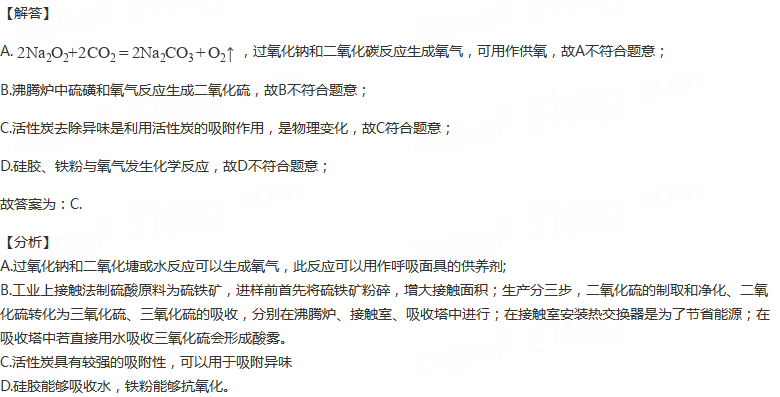 【解答】
A. 2Na₂O₂+2CO₂=2Na₂CO₃+O₂↑ ，过氧化钠和二氧化碳反应生成氧气，可用作供氧，故A不符合题意；
B.沸腾炉中硫磺和氧气反应生成二氧化硫，故B不符合题意；
C.活性炭去除异味是利用活性炭的吸附作用，是物理变化，故C符合题意；
D.硅胶、铁粉与氧气发生化学反应，故D不符合题意；
故答案为：C.
【分析】
A.过氧化钠和二氧化塘或水反应可以生成氧气，此反应可以用作呼吸面具的供养剂;
B.工业上接触法制硫酸原料为硫铁矿，进样前首先将硫铁矿粉碎，增大接触面积；生产分三步，二氧化硫的制取和净化、二氧
化硫转化为三氧化硫、三氧化硫的吸收，分别在沸腾炉、接触室、吸收塔中进行；在接触室安装热交换器是为了节省能源；在
吸收塔中若直接用水吸收三氧化硫会形成酸雾。
C.活性炭具有较强的吸附性，可以用于吸附异味
D.硅胶能够吸收水，铁粉能够抗氧化。